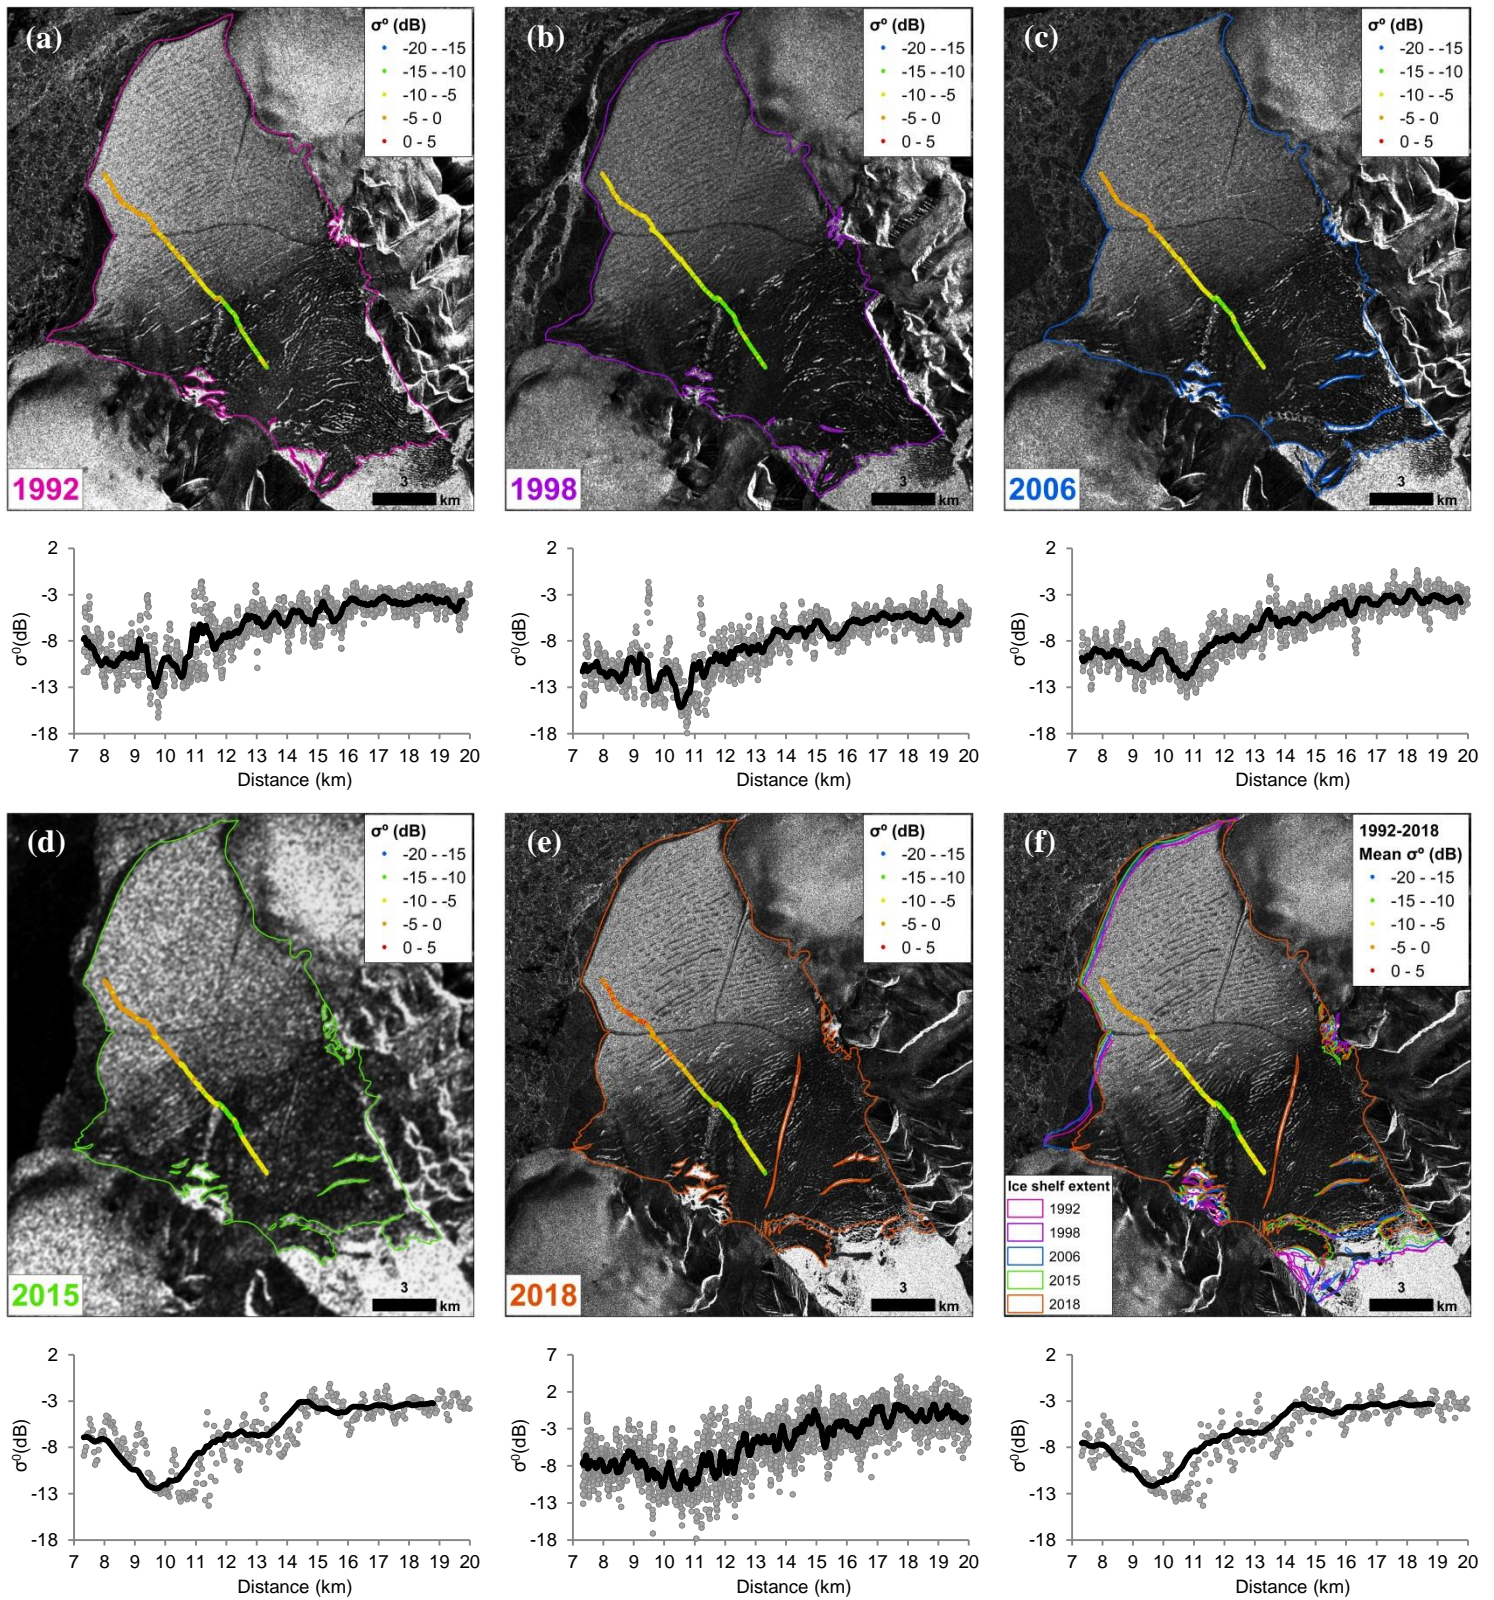 (a)
σº (dB)
-20 - -15
-15 - -10
-10 - -5
-5 - 0
0 - 5
1992
3
km
(b)
σº (dB)
-20 - -15
-15 - -10
-10 - -5
-5 - 0
0 - 5
1998
3
km
(c)
σº (dB)
-20 - -15
-15 - -10
-10 - -5
-5 - 0
0 - 5
2006
3
km
2
-3
-8
-13
-18
σ⁰(dB)
7 8 9 10 11 12 13 14 15 16 17 18 19 20
Distance (km)
2
-3
-8
-13
-18
σ⁰(dB)
7 8 9 10 11 12 13 14 15 16 17 18 19 20
Distance (km)
2
-3
-8
-13
-18
σ⁰(dB)
7 8 9 10 11 12 13 14 15 16 17 18 19 20
Distance (km)
(d)
σº (dB)
-20 - -15
-15 - -10
-10 - -5
-5 - 0
0 - 5
2015
3
km
(e)
σº (dB)
-20 - -15
-15 - -10
-10 - -5
-5 - 0
0 - 5
2018
3
km
(f)
1992-2018
Mean σº (dB)
-20 - -15
-15 - -10
-10 - -5
-5 - 0
0 - 5
Ice shelf extent
1992
1998
2006
2015
2018
3
km
2
-3
-8
-13
-18
σ⁰(dB)
7 8 9 10 11 12 13 14 15 16 17 18 19 20
Distance (km)
7
2
-3
-8
-13
-18
σ⁰(dB)
7 8 9 10 11 12 13 14 15 16 17 18 19 20
Distance (km)
2
-3
-8
-13
-18
σ⁰(dB)
7 8 9 10 11 12 13 14 15 16 17 18 19 20
Distance (km)